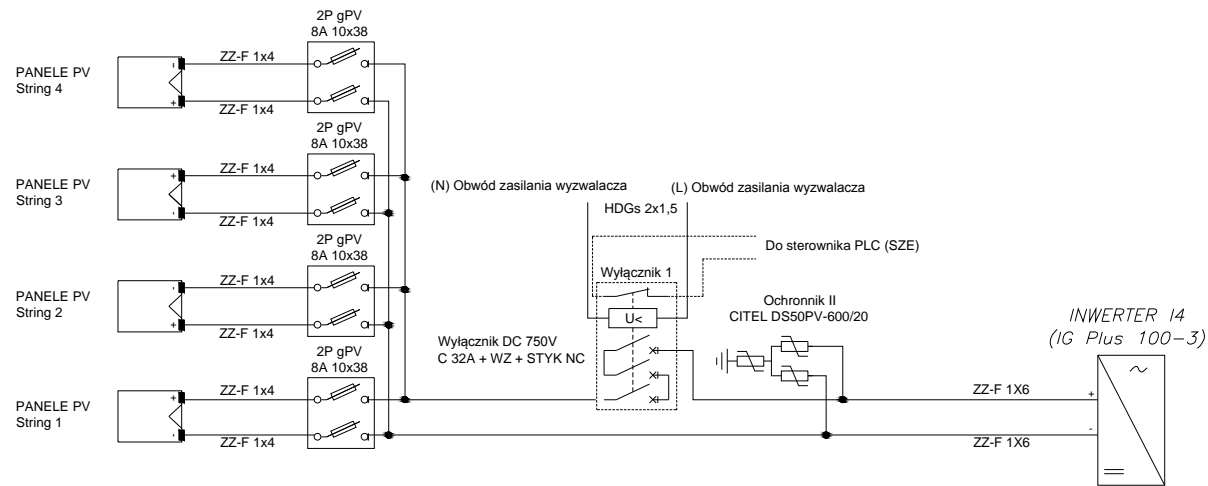 2P gPV
8A 10x38
PANELE PV
String 4
-
ZZ-F 1x4
+
ZZ-F 1x4
2P gPV
8A 10x38
PANELE PV
String 3
+
ZZ-F 1x4
-
ZZ-F 1x4
2P gPV
8A 10x38
PANELE PV
String 2
-
ZZ-F 1x4
+
ZZ-F 1x4
2P gPV
8A 10x38
PANELE PV
String 1
+
ZZ-F 1x4
-
ZZ-F 1x4
(N) Obwód zasilania wyzwalacza
(L) Obwód zasilania wyzwalacza
HDGs 2x1,5
Do sterownika PLC (SZE)
Wyłącznik 1
U<
Wyłącznik DC 750V
C 32A + WZ + STYK NC
Ochronnik II
CITEL DS50PV-600/20
INWERTER I4
(IG Plus 100-3)
ZZ-F 1X6
+
ZZ-F 1X6
-